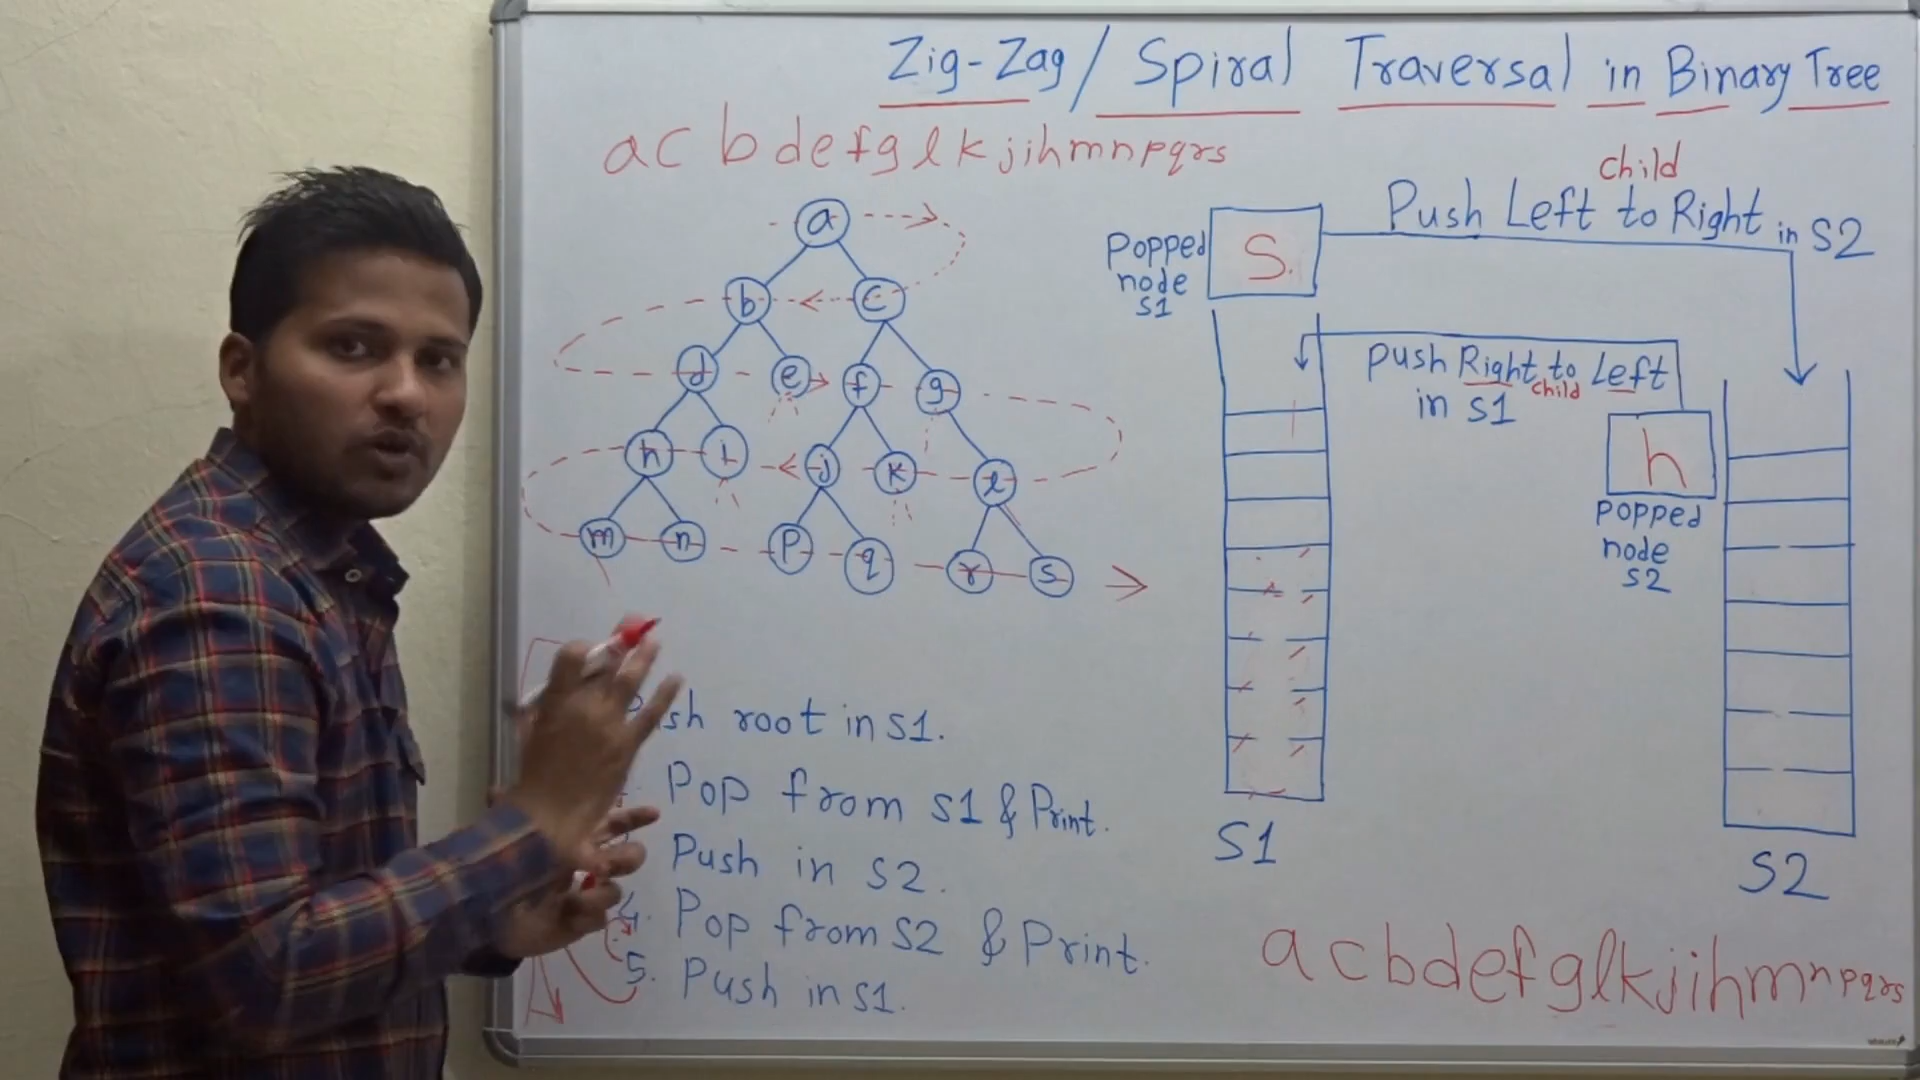 Zig-Zag / Spiral Traversal in Binary Tree
a c b d e f g l k j i h m n p q r s
a
b c
d e f g
h i j k l
m n p q r s
child
Push Left to Right in S2
Popped
node
S1
S.
Push Right to Left
child
in S1
h
Popped
node
S2
S1
S2
Push root in S1.
Pop from S1 & Print.
Push in S2.
4. Pop from S2 & Print.
5. Push in S1.
a c b d e f g l k j i h m n p q r s